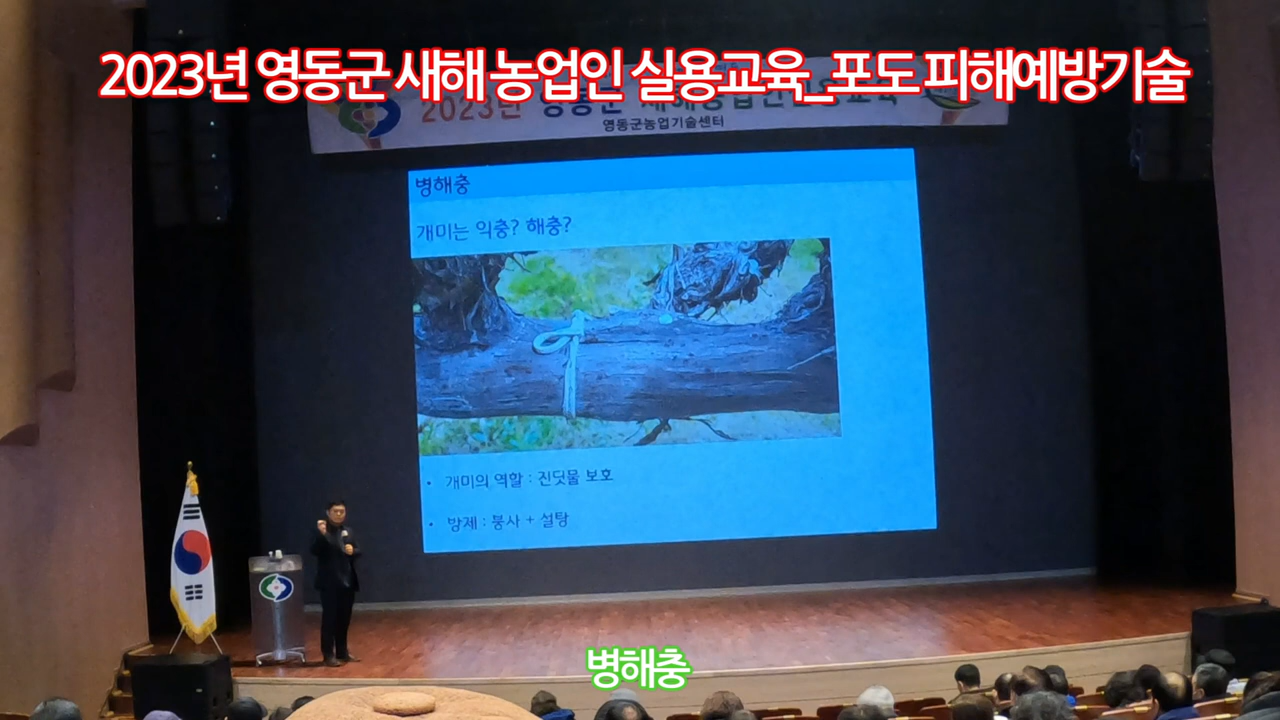 2023년 영동군 새해 농업인 실용교육_포도 피해예방기술
2023년 영동군 새해농업인실용교육
영동군농업기술센터
병해충
개미는 익충? 해충?
• 개미의 역할 : 진딧물 보호
• 방제 : 붕사 + 설탕
병해충